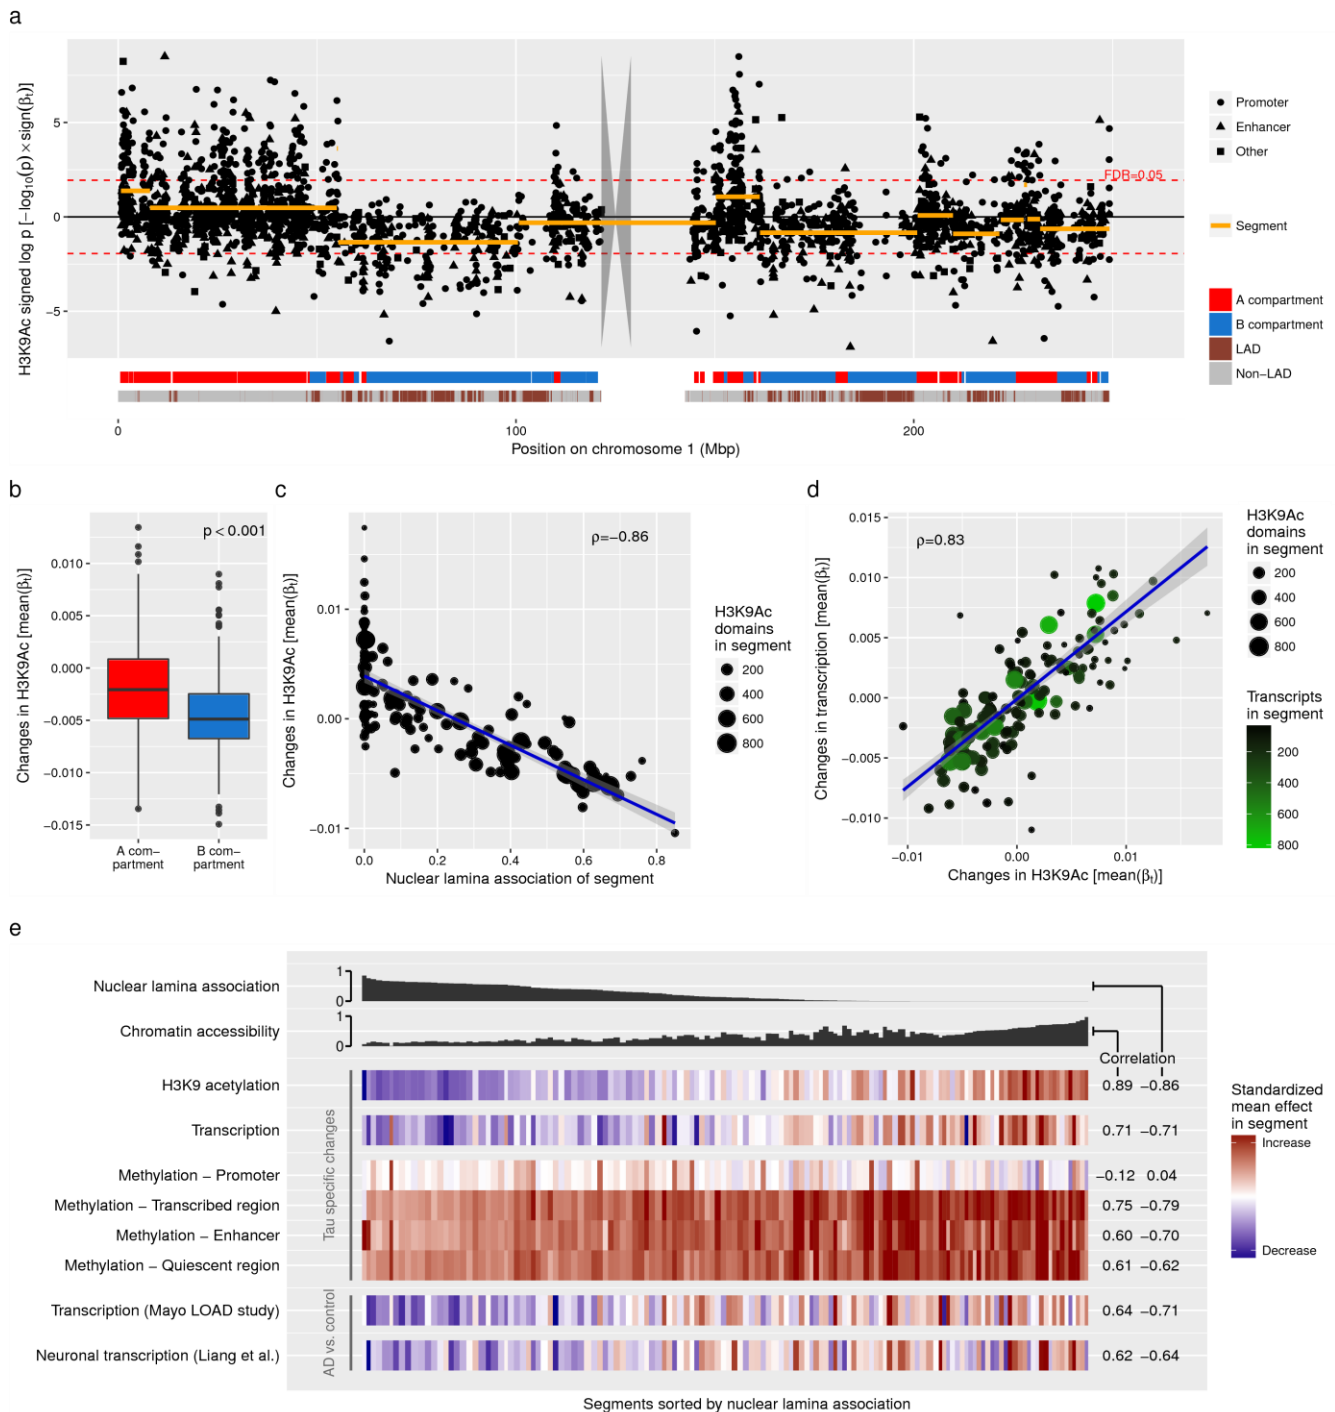 a
H3K9Ac signed log p [−log10(p) × sign(βt)]
5
0
−5
FDR=0.05
Promoter
Enhancer
Other
Segment
A compartment
B compartment
LAD
Non−LAD
0
100
200
Position on chromosome 1 (Mbp)
b
Changes in H3K9Ac [mean(βt)]
0.010
0.005
0.000
−0.005
−0.010
−0.015
p < 0.001
A com−
partment
B com−
partment
c
Changes in H3K9Ac [mean(βt)]
0.01
0.00
−0.01
ρ=−0.86
0.0
0.2
0.4
0.6
0.8
Nuclear lamina association of segment
H3K9Ac
domains
in segment
200
400
600
800
d
Changes in transcription [mean(βt)]
0.015
0.010
0.005
0.000
−0.005
−0.010
ρ=0.83
−0.01
0.00
0.01
Changes in H3K9Ac [mean(βt)]
H3K9Ac
domains
in segment
200
400
600
800
Transcripts
in segment
200
400
600
800
e
Nuclear lamina association
1
0
Chromatin accessibility
1
0
Correlation
Tau specific changes
H3K9 acetylation
0.89 −0.86
Transcription
0.71 −0.71
Methylation − Promoter
−0.12 0.04
Methylation − Transcribed region
0.75 −0.79
Methylation − Enhancer
0.60 −0.70
Methylation − Quiescent region
0.61 −0.62
AD vs. control
Transcription (Mayo LOAD study)
0.64 −0.71
Neuronal transcription (Liang et al.)
0.62 −0.64
Segments sorted by nuclear lamina association
Standardized
mean effect
in segment
Increase
Decrease